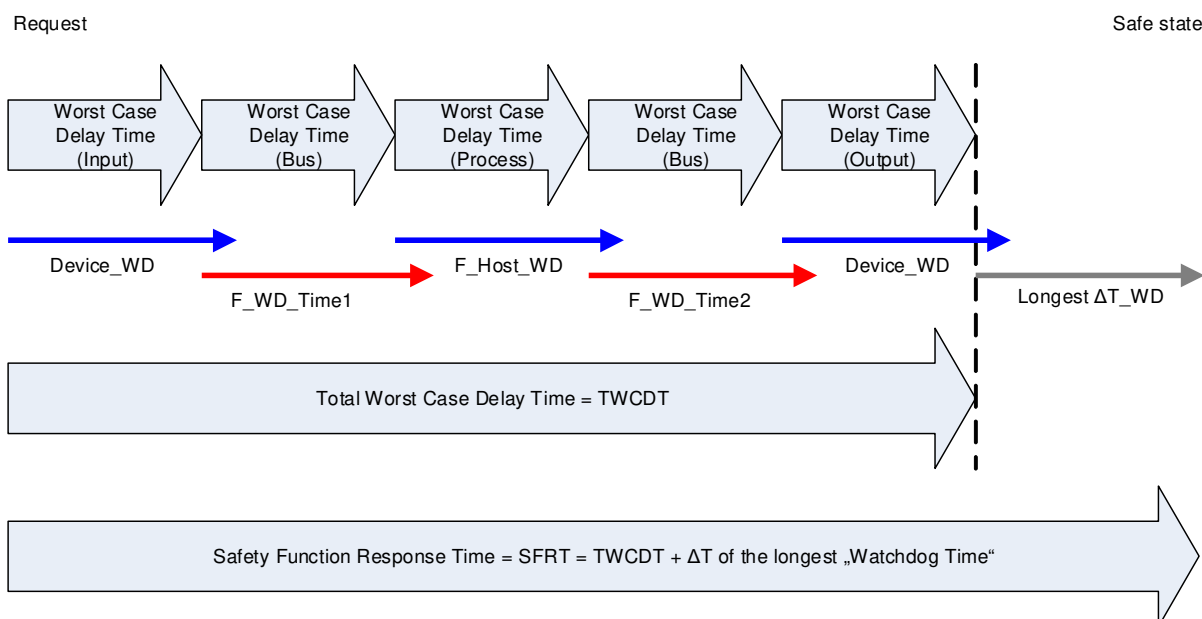 Request
Safe state
Worst Case
Delay Time
(Input)
Worst Case
Delay Time
(Bus)
Worst Case
Delay Time
(Process)
Worst Case
Delay Time
(Bus)
Worst Case
Delay Time
(Output)
Device_WD
F_Host_WD
Device_WD
F_WD_Time1
F_WD_Time2
Longest ΔT_WD
Total Worst Case Delay Time = TWCDT
Safety Function Response Time = SFRT = TWCDT + ΔT of the longest „Watchdog Time“